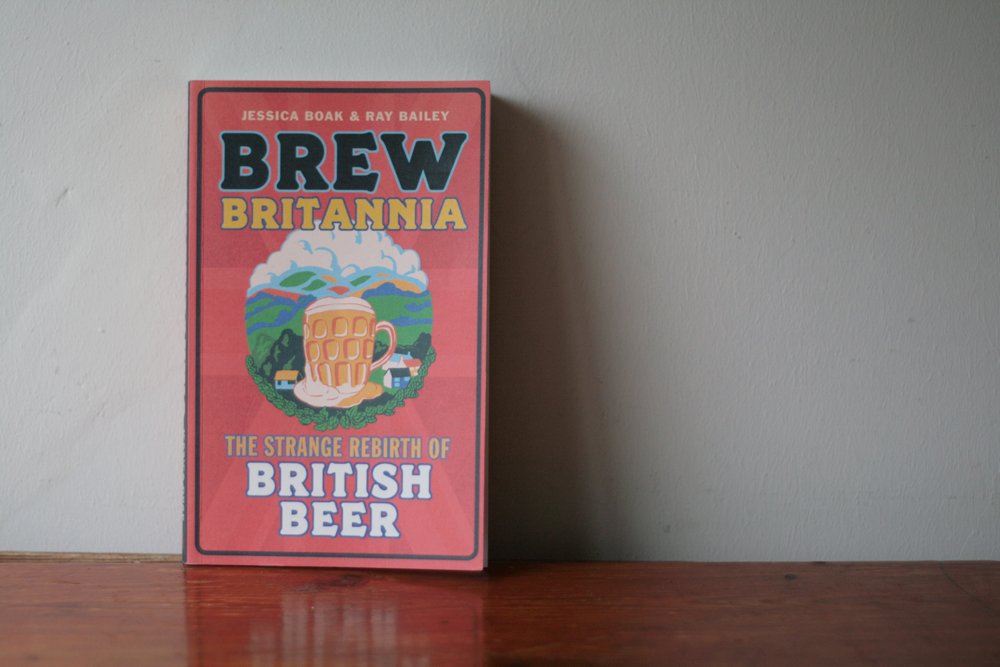 JESSICA BOAK & RAY BAILEY
BREW
BRITANNIA
THE STRANGE REBIRTH OF
BRITISH
BEER